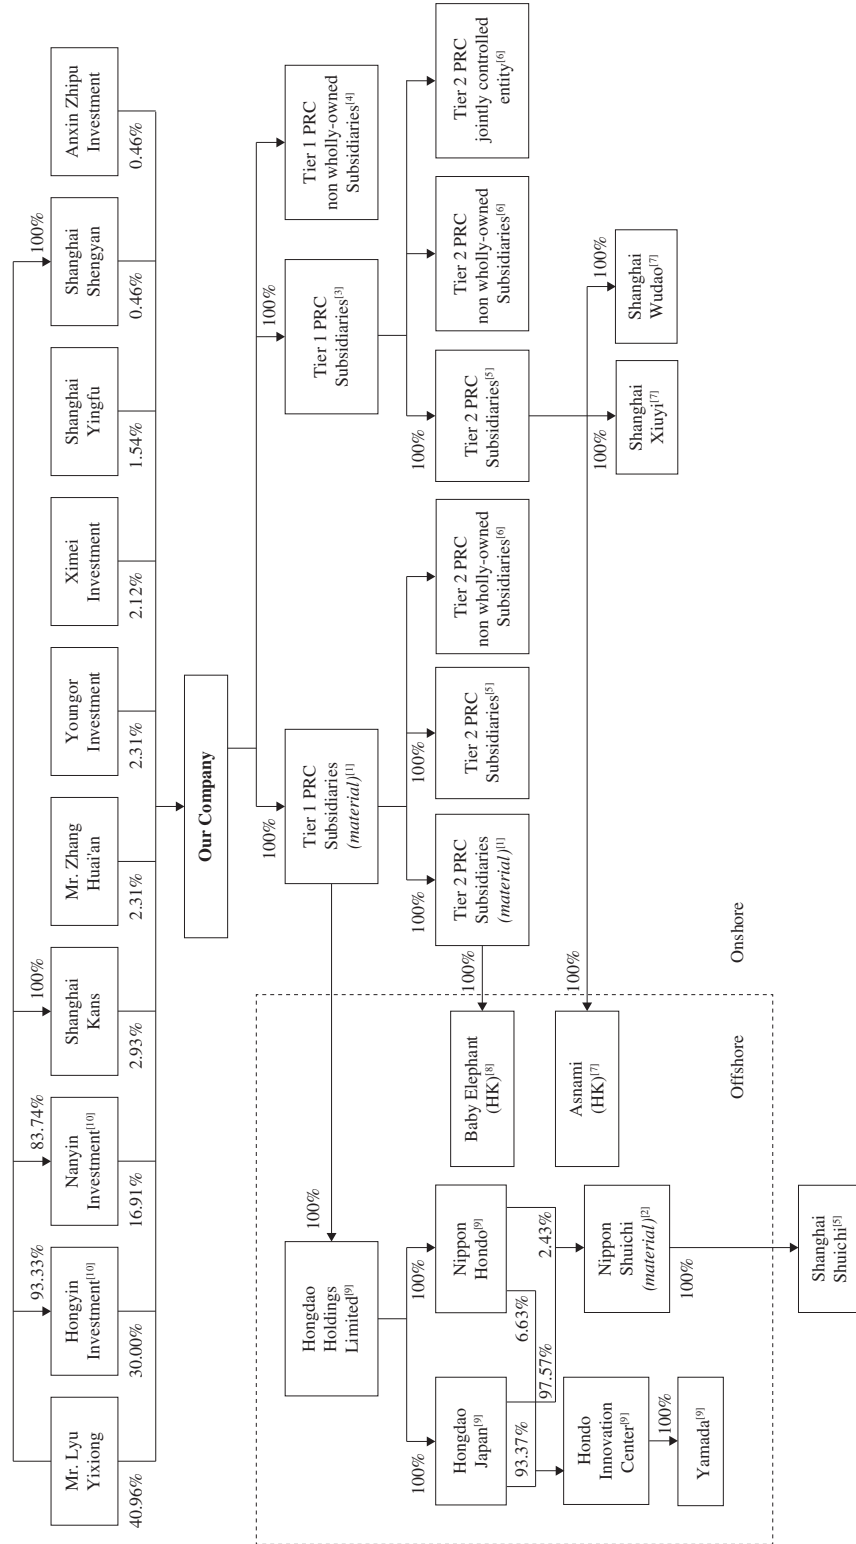 100%
93.33%
83.74%
100%
Mr. Lyu
Yixiong
Hongyin
Investment[10]
Nanyin
Investment[10]
Shanghai
Kans
Mr. Zhang
Huai'an
Youngor
Investment
Ximei
Investment
Shanghai
Yingfu
Shanghai
Shengyan
Anxin Zhipu
Investment
40.96%
30.00%
16.91%
2.93%
2.31%
2.31%
2.12%
1.54%
0.46%
0.46%
Our Company
100%
100%
100%
Hongdao
Holdings
Limited[9]
Tier 1 PRC
Subsidiaries
(material)[1]
Tier 1 PRC
Subsidiaries[3]
Tier 1 PRC
non wholly-owned
Subsidiaries[4]
100%
100%
100%
100%
100%
Hongdao
Japan[9]
Nippon
Hondo[9]
Baby Elephant
(HK)[8]
100%
Tier 2 PRC
Subsidiaries
(material)[1]
Tier 2 PRC
Subsidiaries[5]
Tier 2 PRC
non wholly-owned
Subsidiaries[6]
Tier 2 PRC
Subsidiaries[5]
Tier 2 PRC
non wholly-owned
Subsidiaries[6]
Tier 2 PRC
jointly controlled
entity[6]
93.37%
6.63%
97.57%
2.43%
100%
100%
100%
Hondo
Innovation
Center[9]
Nippon
Shuichi
(material)[2]
Asnami
(HK)[7]
Shanghai
Xiuyi[7]
Shanghai
Wudao[7]
100%
100%
Yamada[9]
Offshore
Onshore
Shanghai
Shuichi[5]